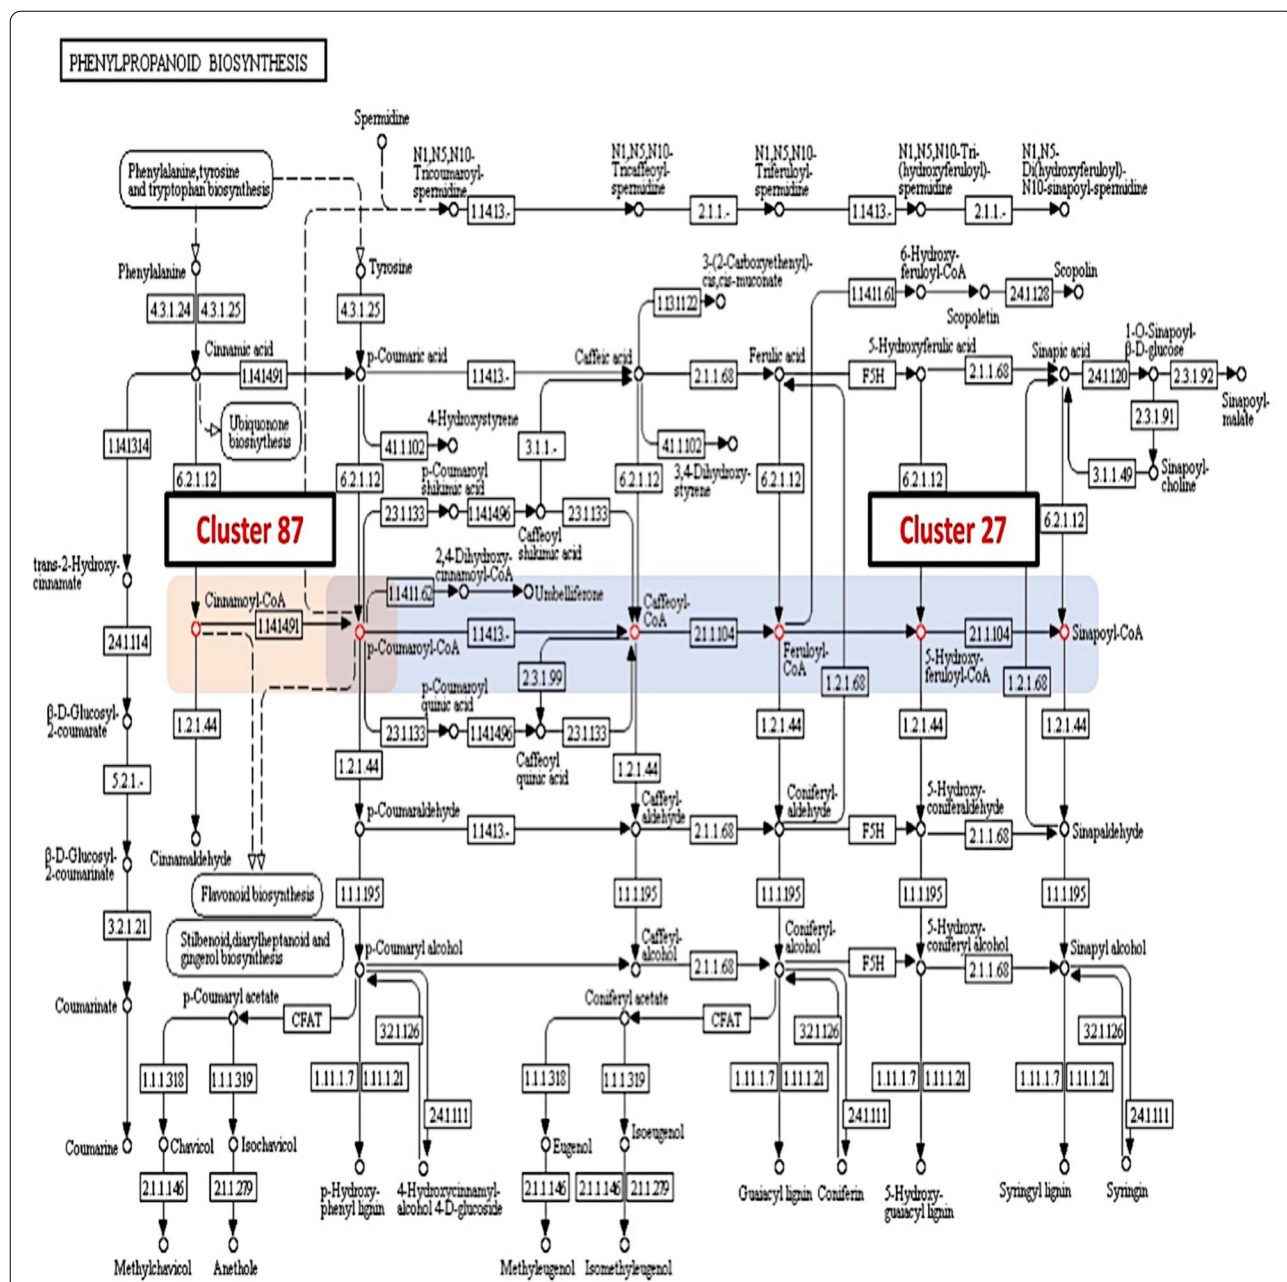 PHENYLPROPANOID BIOSYNTHESIS
Spermidine
Phenylalanine,tyrosine
and tryptophan biosynthesis
N1,N5,N10-
Tricoumaroyl-
spermidine
1.14.13.-
N1,N5,N10-
Tricaffeoyl-
spermidine
2.1.1.-
N1,N5,N10-
Triferuloyl-
spermidine
1.14.13.-
N1,N5,N10-Tri-
(hydroxyferuloyl)-
spermidine
2.1.1.-
N1,N5-
Di(hydroxyferuloyl)-
N10-sinapoyl-spermidine
Phenylalanine
Tyrosine
4.3.1.24
4.3.1.25
4.3.1.25
3-(2-Carboxyethenyl)-
cis,cis-muconate
1.13.11.22
6-Hydroxy-
feruloyl-CoA
1.14.11.61
Scopoletin
2.4.1.128
Scopolin
Cinnamic acid
1.14.14.91
p-Coumaric acid
1.14.13.-
Caffeic acid
2.1.1.68
Ferulic acid
F5H
5-Hydroxyferulic acid
2.1.1.68
Sinapic acid
2.4.1.120
1-O-Sinapoyl-
β-D-glucose
2.3.1.92
Sinapoyl-
malate
2.3.1.91
3.1.1.49
Sinapoyl-
choline
Ubiquonone
biosnythesis
1.14.13.14
4-Hydroxystyrene
4.1.1.102
3.1.1.-
4.1.1.102
3,4-Dihydroxy-
styrene
6.2.1.12
6.2.1.12
6.2.1.12
6.2.1.12
6.2.1.12
6.2.1.12
p-Coumaroyl
shikimic acid
2.3.1.133
1.14.14.96
2.3.1.133
Caffeoyl
shikimic acid
Cluster 87
Cluster 27
trans-2-Hydroxy-
cinnamate
2,4-Dihydroxy-
cinnamoyl-CoA
1.14.11.62
Umbelliferone
Cinnamoyl-CoA
1.14.14.91
p-Coumaroyl-CoA
1.14.13.-
Caffeoyl-
CoA
2.1.1.104
Feruloyl-
CoA
5-Hydroxy-
feruloyl-CoA
2.1.1.104
Sinapoyl-CoA
2.4.1.114
2.3.1.99
1.2.1.68
1.2.1.68
p-Coumaroyl
quinic acid
2.3.1.133
1.14.14.96
2.3.1.133
Caffeoyl
quinic acid
β-D-Glucosyl-
2-coumarate
1.2.1.44
1.2.1.44
1.2.1.44
1.2.1.44
1.2.1.44
1.2.1.44
5.2.1.-
Cinnamaldehyde
p-Coumaraldehyde
1.14.13.-
Caffeyl-
aldehyde
2.1.1.68
Coniferyl-
aldehyde
F5H
5-Hydroxy-
coniferaldehyde
2.1.1.68
Sinapaldehyde
β-D-Glucosyl-
2-coumarinate
Flavonoid biosynthesis
Stilbenoid,diarylheptanoid and
gingerol biosynthesis
1.1.1.195
1.1.1.195
1.1.1.195
1.1.1.195
1.1.1.195
3.2.1.21
p-Coumaryl alcohol
Caffeyl-
alcohol
2.1.1.68
Coniferyl-
alcohol
F5H
5-Hydroxy-
coniferyl alcohol
2.1.1.68
Sinapyl alcohol
Coumarinate
p-Coumaryl acetate
CFAT
Coniferyl acetate
CFAT
3.2.1.126
3.2.1.126
3.2.1.126
1.1.1.318
1.1.1.319
1.11.1.7
1.11.1.21
1.1.1.318
1.1.1.319
1.11.1.7
1.11.1.21
1.11.1.7
1.11.1.21
1.11.1.7
1.11.1.21
2.4.1.111
2.4.1.111
2.4.1.111
Coumarine
Chavicol
Isochavicol
Eugenol
Isoeugenol
2.1.1.146
2.1.1.279
2.1.1.146
2.1.1.146
2.1.1.279
p-Hydroxy-
phenyl lignin
4-Hydroxycinnamyl-
alcohol 4-D-glucoside
Guaiacyl lignin
Coniferin
5-Hydroxy-
guaiacyl lignin
Syringyl lignin
Syringin
Methylchavicol
Anethole
Methyleugenol
Isomethyleugenol